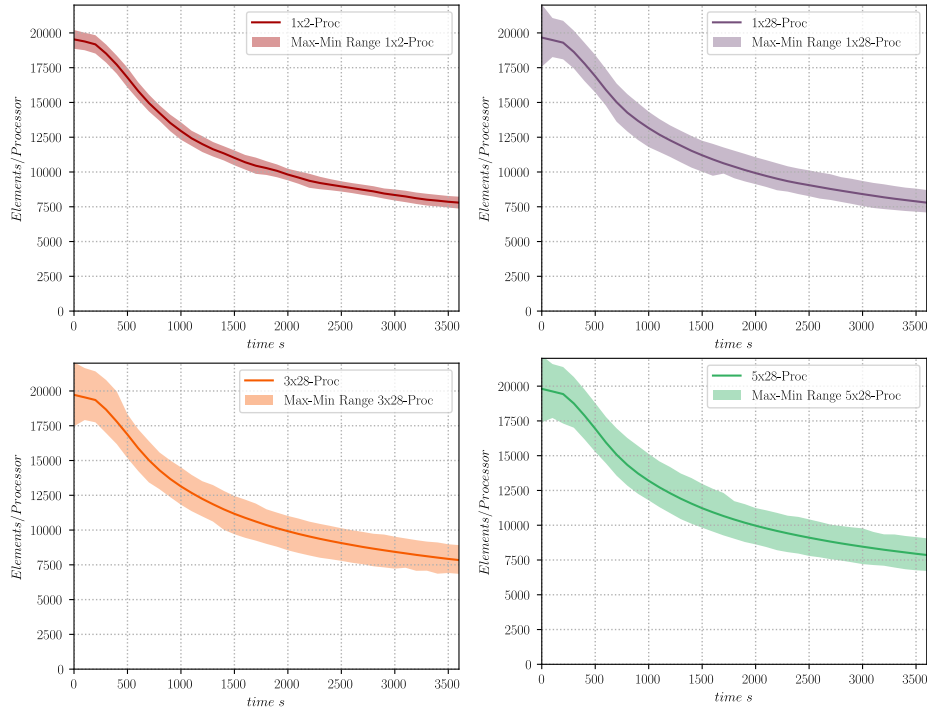 1x2-Proc
Max-Min Range 1x2-Proc
20000
17500
15000
12500
10000
7500
5000
2500
0
Elements/Processor
0 500 1000 1500 2000 2500 3000 3500
time s
1x28-Proc
Max-Min Range 1x28-Proc
20000
17500
15000
12500
10000
7500
5000
2500
0
Elements/Processor
0 500 1000 1500 2000 2500 3000 3500
time s
3x28-Proc
Max-Min Range 3x28-Proc
20000
17500
15000
12500
10000
7500
5000
2500
0
Elements/Processor
0 500 1000 1500 2000 2500 3000 3500
time s
5x28-Proc
Max-Min Range 5x28-Proc
20000
17500
15000
12500
10000
7500
5000
2500
0
Elements/Processor
0 500 1000 1500 2000 2500 3000 3500
time s